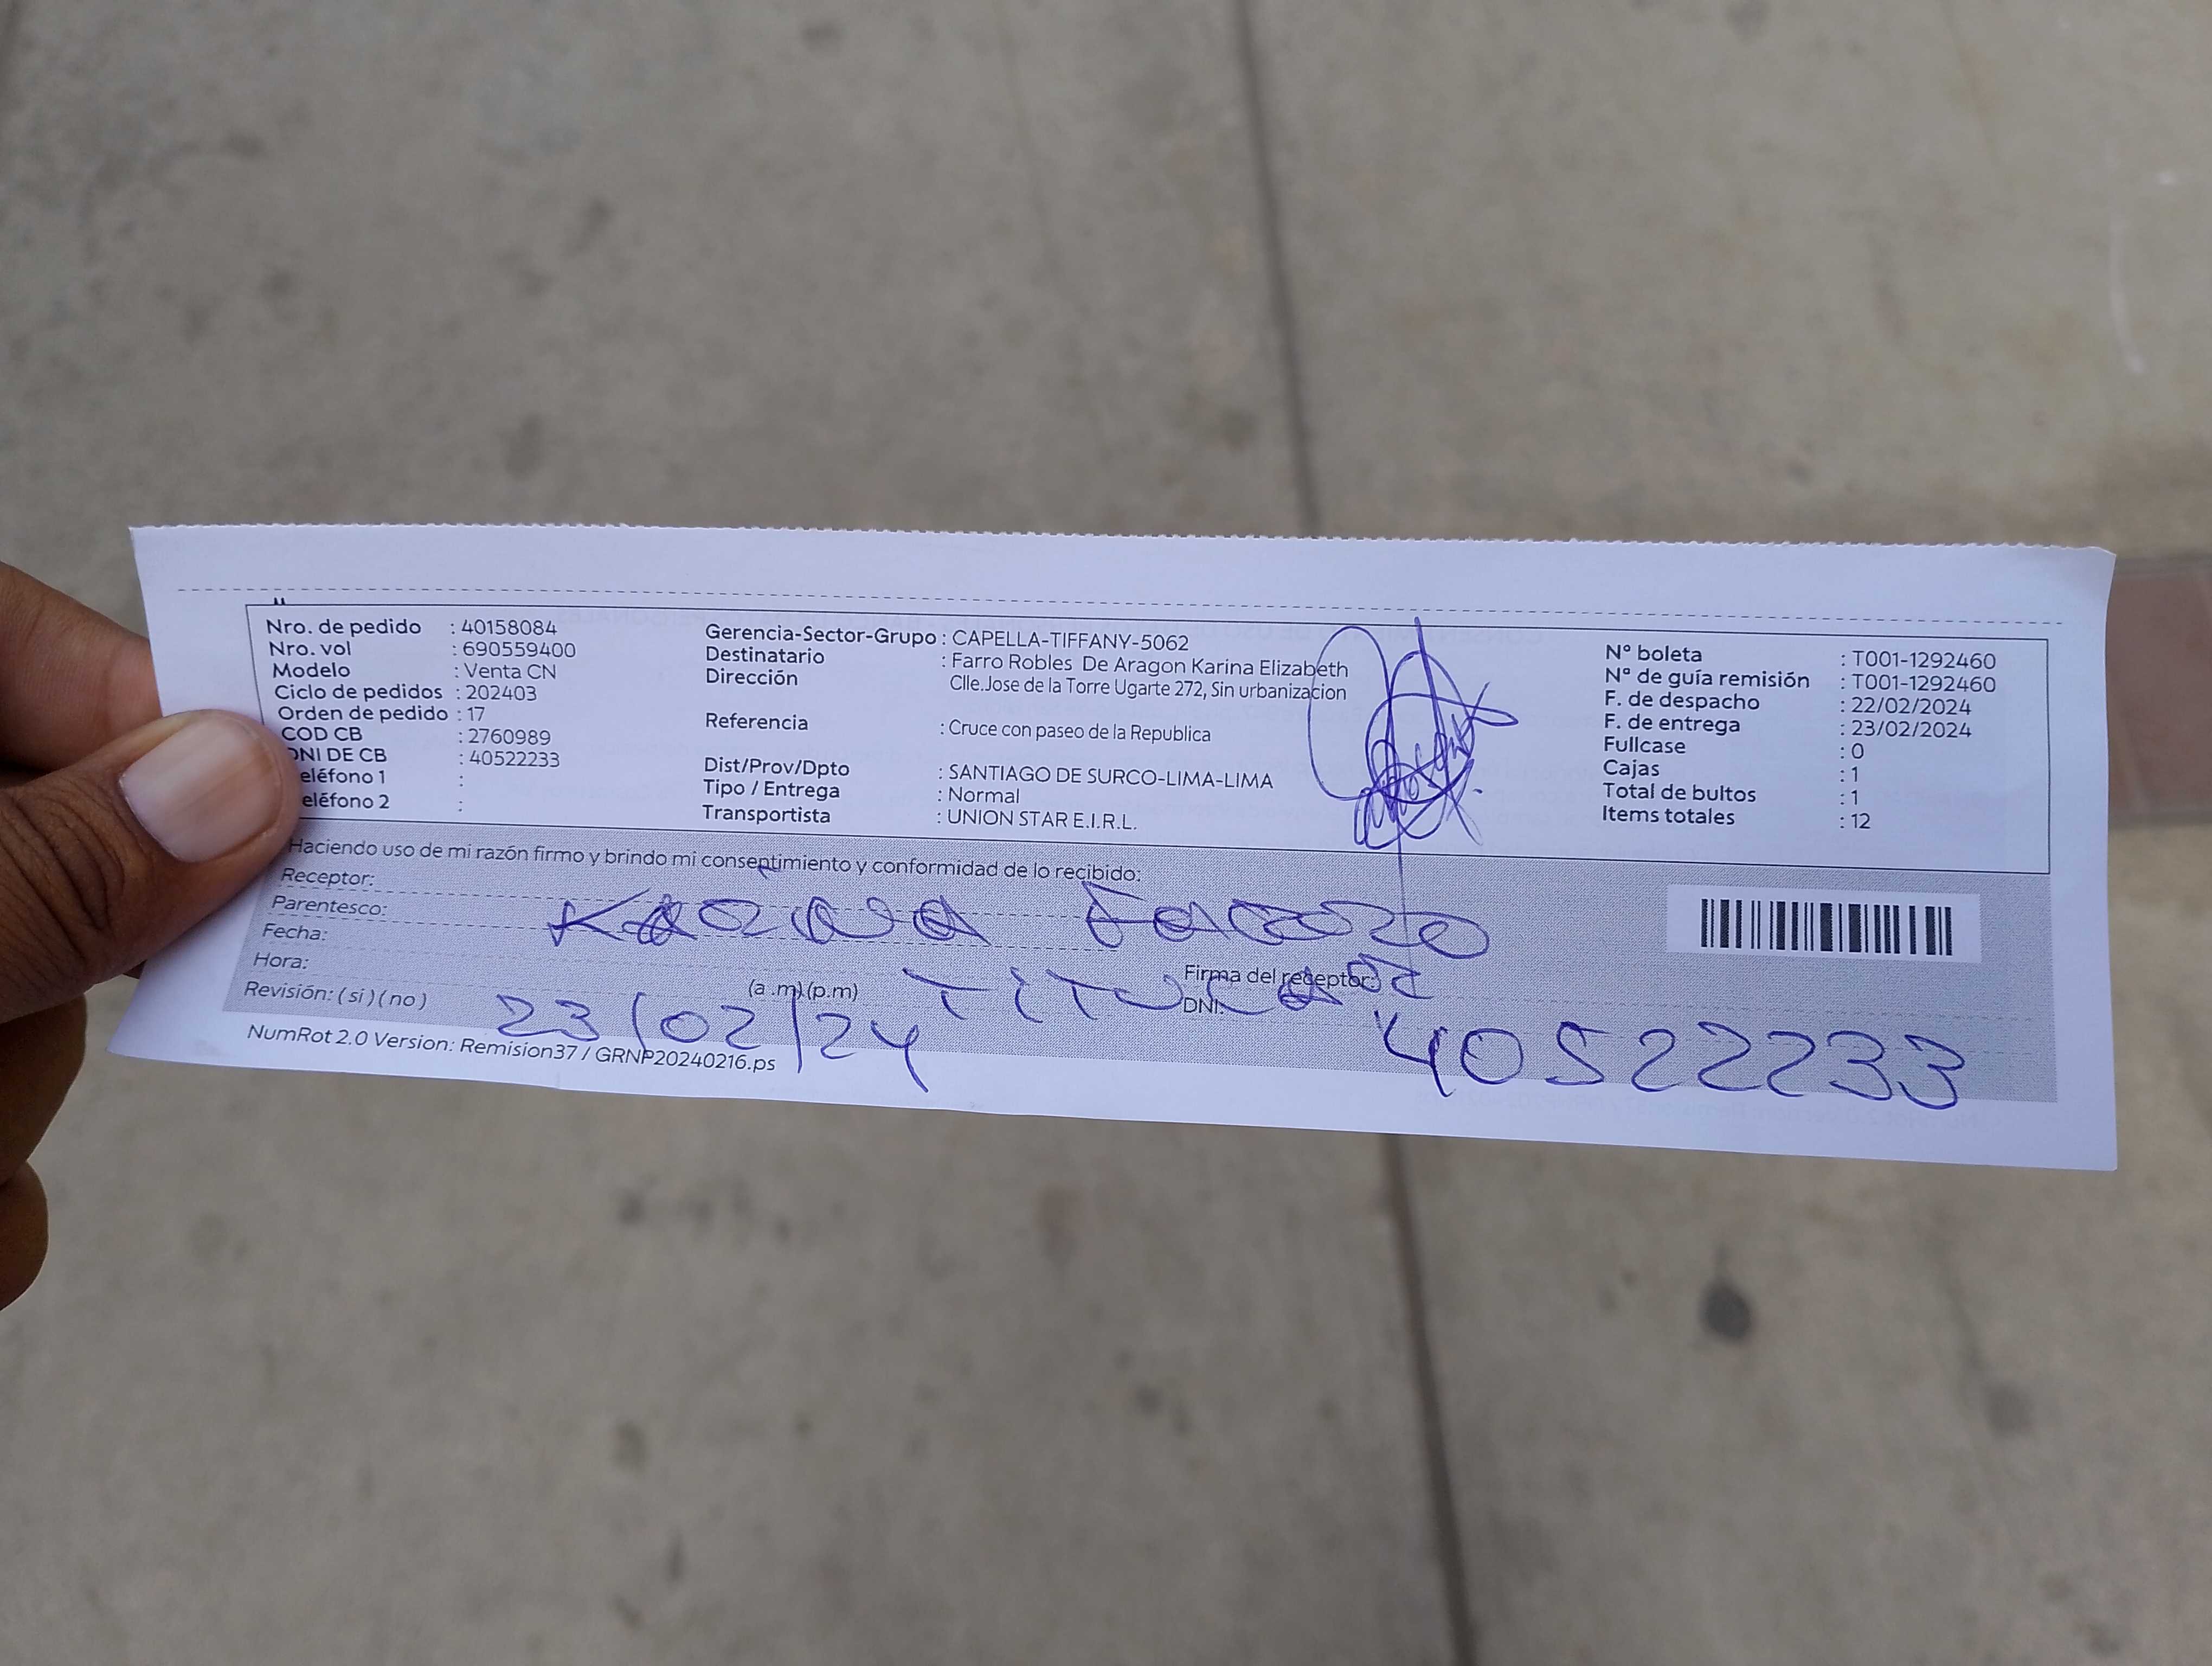 Nro. de pedido : 40158084
Nro. vol : 690559400
Modelo : Venta CN
Ciclo de pedidos : 202403
Orden de pedido : 17
COD CB : 2760989
DNI DE CB : 40522233
eléfono 1 :
eléfono 2 :
Gerencia-Sector-Grupo : CAPELLA-TIFFANY-5062
Destinatario : Farro Robles De Aragon Karina Elizabeth
Dirección Clle.Jose de la Torre Ugarte 272, Sin urbanizacion
Referencia : Cruce con paseo de la Republica
Dist/Prov/Dpto : SANTIAGO DE SURCO-LIMA-LIMA
Tipo / Entrega : Normal
Transportista : UNION STAR E.I.R.L.
N° boleta : T001-1292460
N° de guía remisión : T001-1292460
F. de despacho : 22/02/2024
F. de entrega : 23/02/2024
Fullcase : 0
Cajas : 1
Total de bultos : 1
Items totales : 12
Haciendo uso de mi razón firmo y brindo mi consentimiento y conformidad de lo recibido:
Receptor:
Parentesco: Karina Farro
Fecha:
Hora: (a .m) (p.m) Titular Firma del receptor:
Revisión: ( si ) ( no ) 23/02/24 DNI: 40522233
NumRot 2.0 Version: Remision37 / GRNP20240216.ps